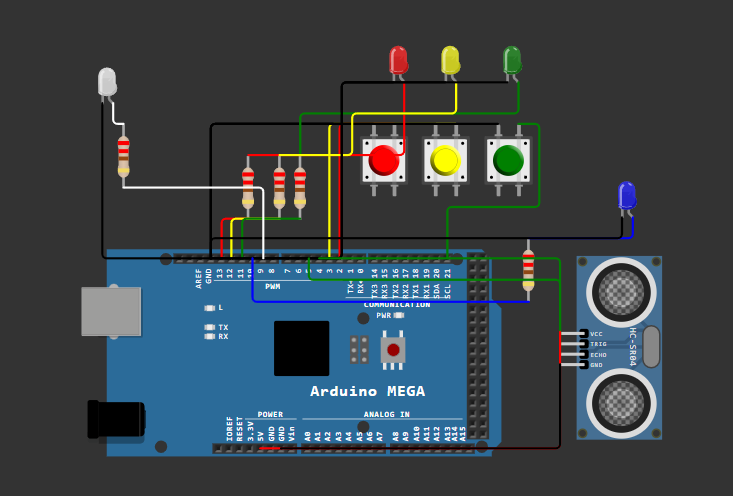 AREF
GND
13
12
11
10
9
8
PWM
7
6
5
4
3
2
TX→ 1
RX← 0
TX3 14
RX3 15
TX2 16
RX2 17
TX1 18
RX1 19
SDA 20
SCL 21
COMMUNICATION
PWR
L
TX
RX
Arduino MEGA
POWER
ANALOG IN
IOREF
RESET
3.3V
5V
GND
GND
Vin
A0
A1
A2
A3
A4
A5
A6
A7
A8
A9
A10
A11
A12
A13
A14
A15
VCC
TRIG
ECHO
GND
HC-SR04